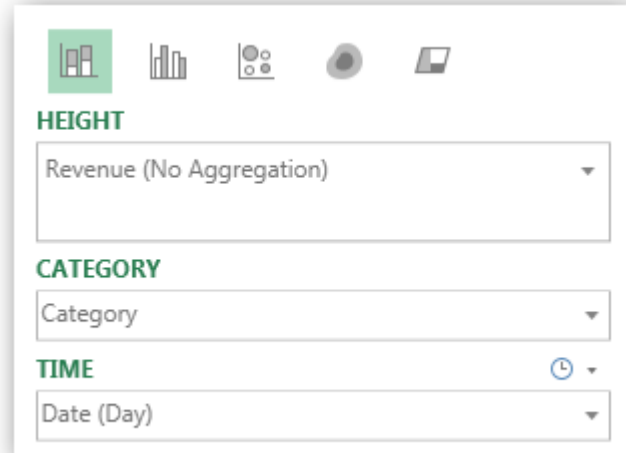 HEIGHT
Revenue (No Aggregation)
CATEGORY
Category
TIME
Date (Day)